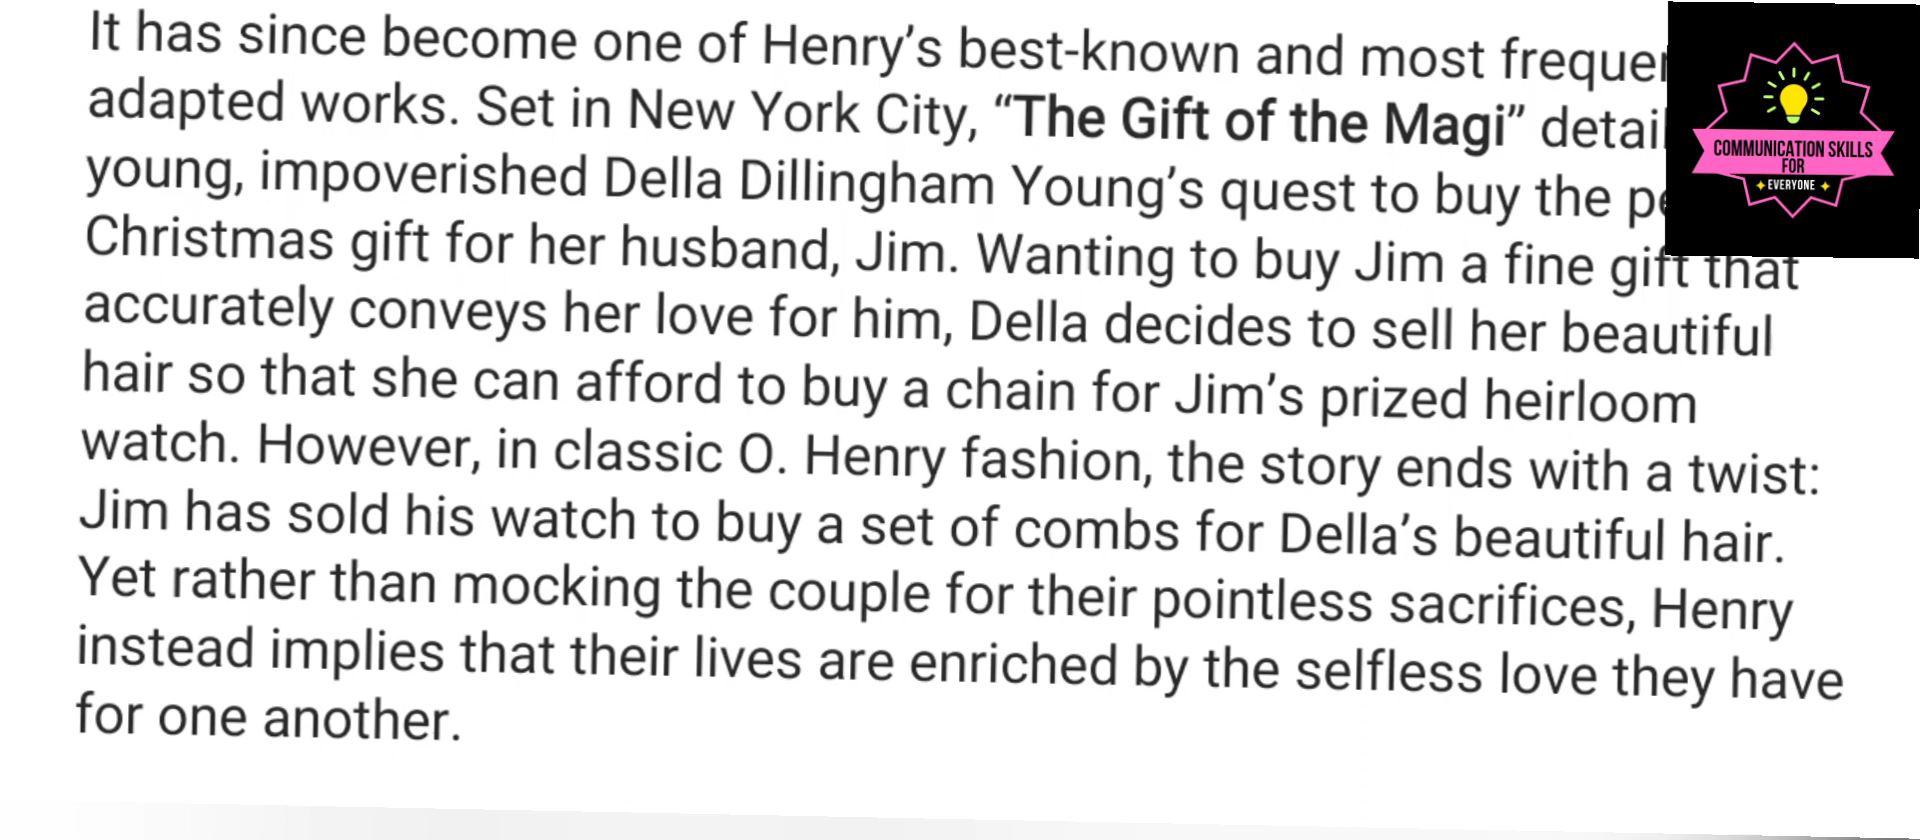 It has since become one of Henry's best-known and most
adapted works. Set in New York City, “The Gift of the Magi”
young, impoverished Della Dillingham Young’s quest to buy the
Christmas gift for her husband, Jim. Wanting to buy Jim a fine gift that
accurately conveys her love for him, Della decides to sell her beautiful
hair so that she can afford to buy a chain for Jim’s prized heirloom
watch. However, in classic O. Henry fashion, the story ends with a twist:
Jim has sold his watch to buy a set of combs for Della’s beautiful hair.
Yet rather than mocking the couple for their pointless sacrifices, Henry
instead implies that their lives are enriched by the selfless love they have
for one another.
COMMUNICATION SKILLS
FOR
EVERYONE